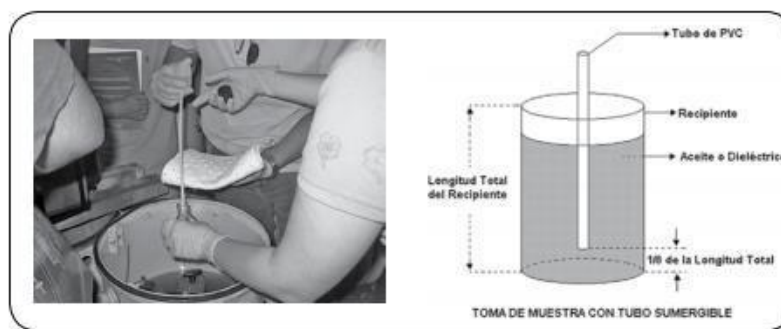 Tubo de PVC
Recipiente
Aceite o Dieléctrico
Longitud Total
del Recipiente
1/8 de la Longitud Total
TOMA DE MUESTRA CON TUBO SUMERGIBLE